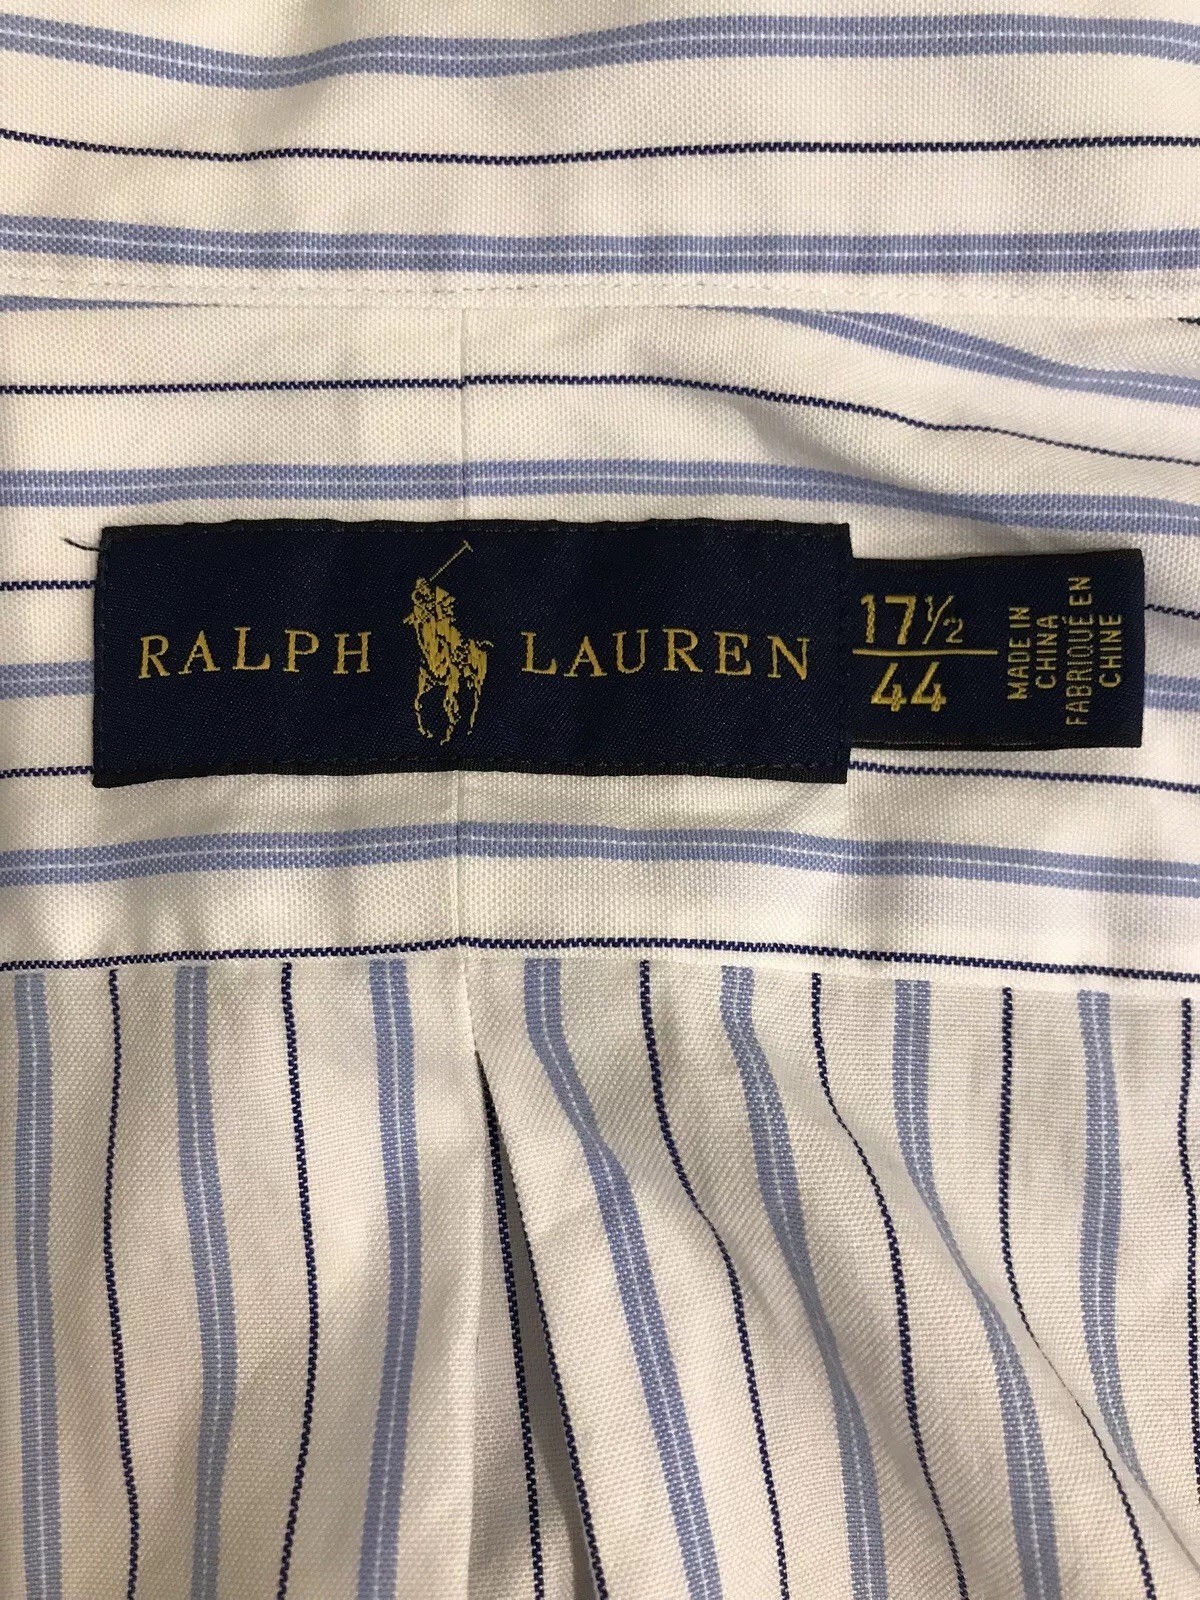 RALPH LAUREN
17½
44
MADE IN
CHINA
FABRIQUÉ EN
CHINE